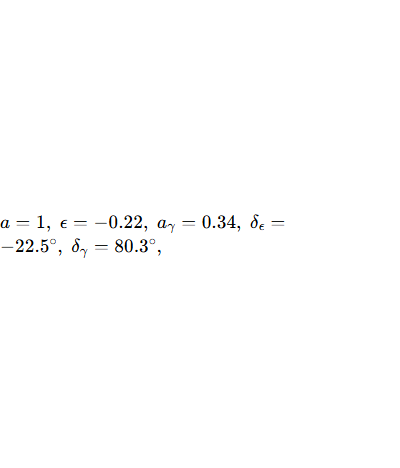 a = 1, ϵ = −0.22, a_γ = 0.34, δ_ϵ =
−22.5°, δ_γ = 80.3°,